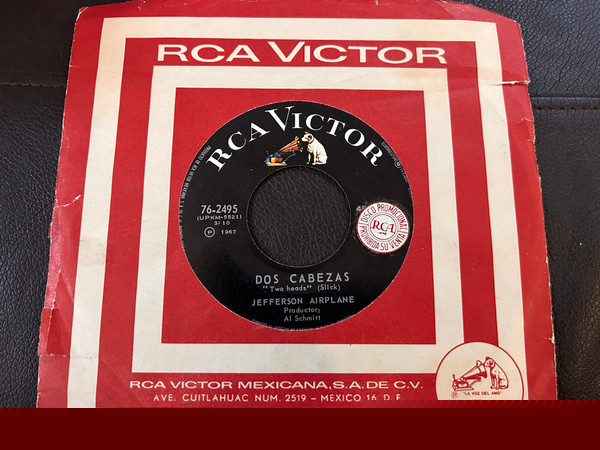 RCA VICTOR
RCA VICTOR
76-2495
(UPKM-5521)
3:10
℗ 1967
DISCO PROMOCIONAL
RCA
PROHIBIDA SU VENTA
DOS CABEZAS
"Two heads" (Slick)
JEFFERSON AIRPLANE
Productor:
Al Schmitt
RCA VICTOR MEXICANA, S.A. DE C.V.
AVE. CUITLAHUAC NUM. 2519 – MEXICO 16, D.F.
"LA VOZ DEL AMO"